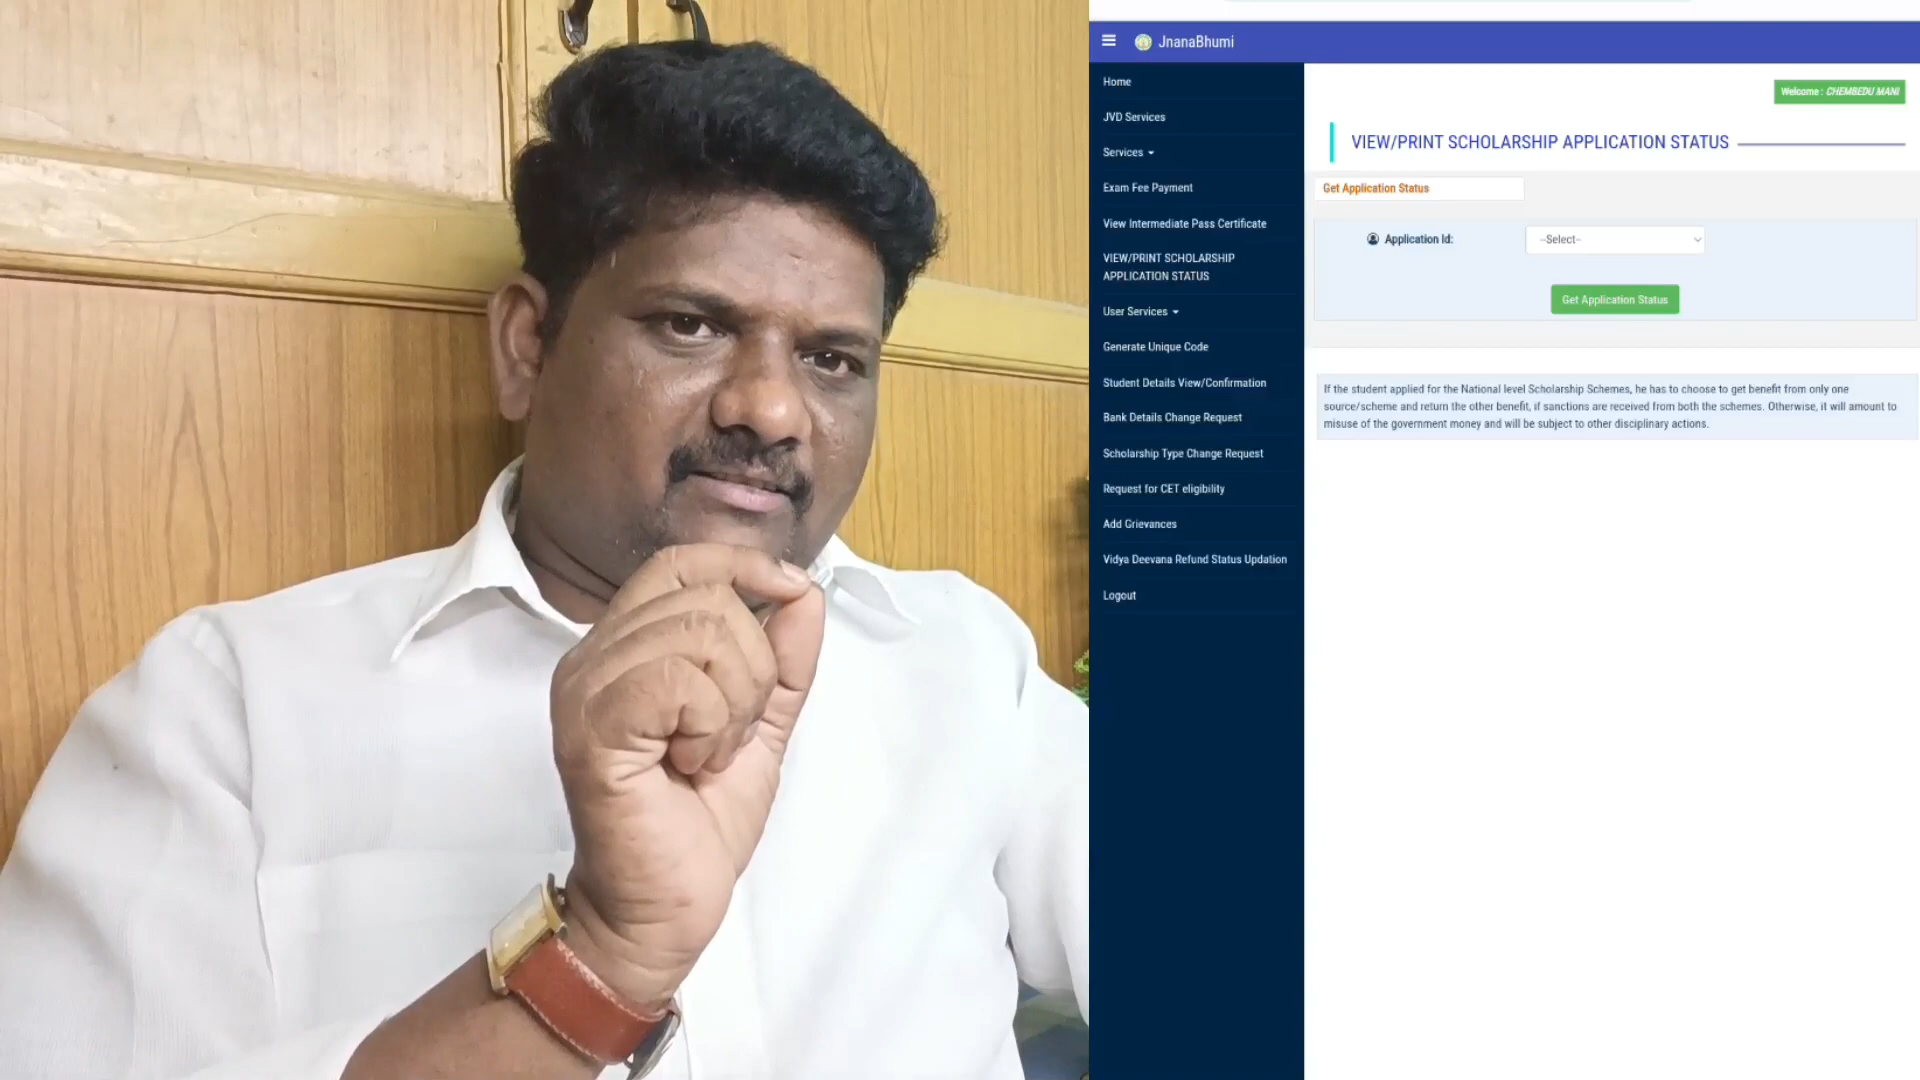 JnanaBhumi
Home
JVD Services
Services
Exam Fee Payment
View Intermediate Pass Certificate
VIEW/PRINT SCHOLARSHIP
APPLICATION STATUS
User Services
Generate Unique Code
Student Details View/Confirmation
Bank Details Change Request
Scholarship Type Change Request
Request for CET eligibility
Add Grievances
Vidya Deevana Refund Status Updation
Logout
Welcome : CHEMBEDU MANI
VIEW/PRINT SCHOLARSHIP APPLICATION STATUS
Get Application Status
Application Id:
--Select--
Get Application Status
If the student applied for the National level Scholarship Schemes, he has to choose to get benefit from only one
source/scheme and return the other benefit, if sanctions are received from both the schemes. Otherwise, it will amount to
misuse of the government money and will be subject to other disciplinary actions.